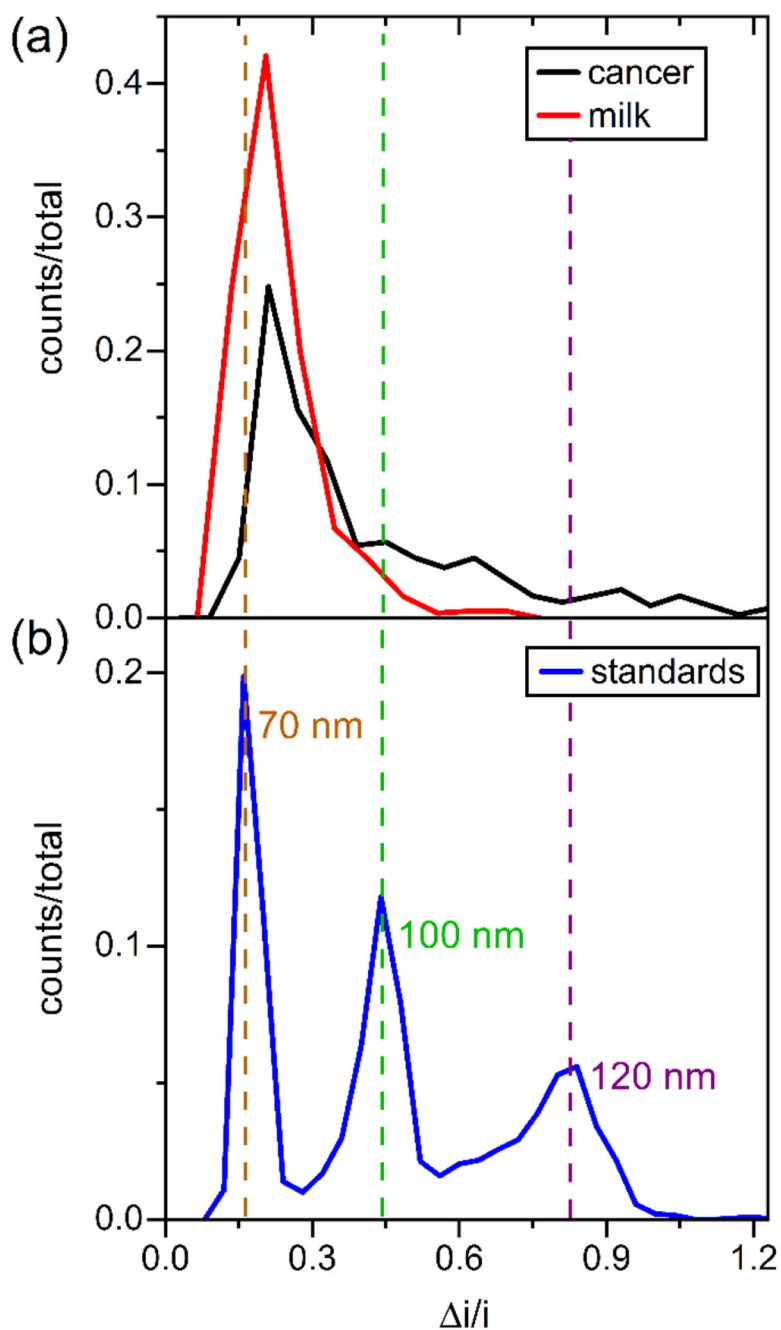 (a)
cancer
milk
counts/total
0.4
0.3
0.2
0.1
0.0
(b)
standards
70 nm
100 nm
120 nm
counts/total
0.2
0.1
0.0
0.0 0.3 0.6 0.9 1.2
Δi/i